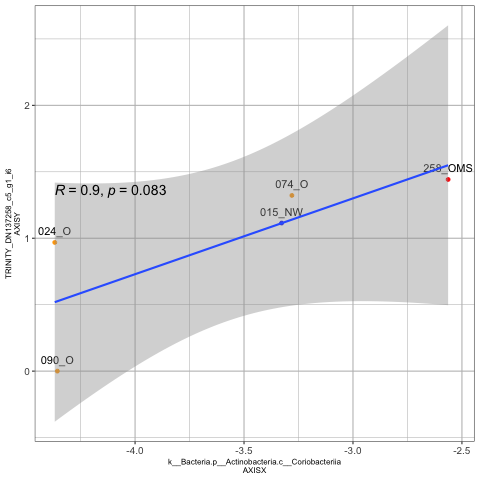 2
1
0
R = 0.9, p = 0.083
258_OMS
074_O
015_NW
024_O
090_O
-4.0 -3.5 -3.0 -2.5
k__Bacteria.p__Actinobacteria.c__Coriobacteriia
AXISX
TRINITY_DN137258_c5_g1_i6
AXISY